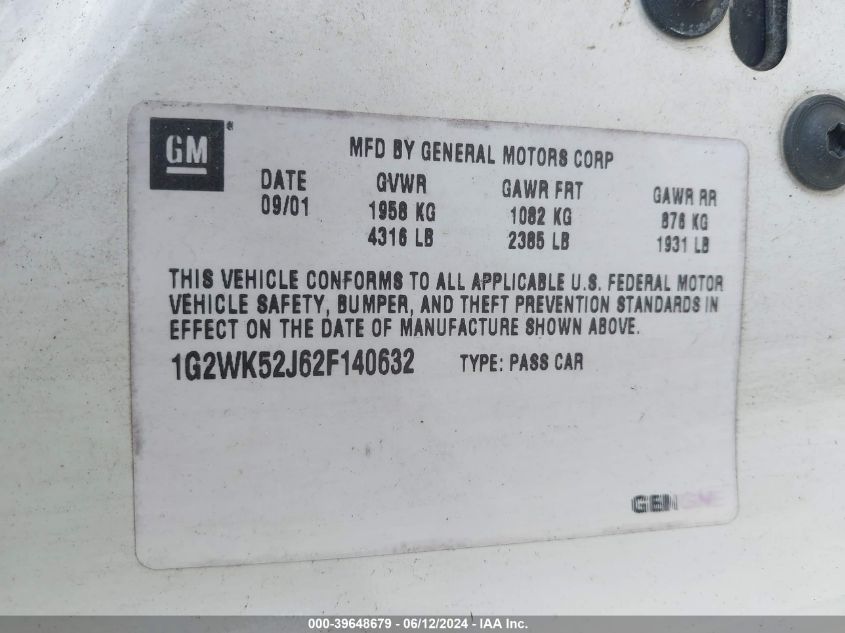 GM®
MFD BY GENERAL MOTORS CORP
DATE GVWR GAWR FRT GAWR RR
09/01 1958 KG 1082 KG 876 KG
4316 LB 2385 LB 1931 LB
THIS VEHICLE CONFORMS TO ALL APPLICABLE U.S. FEDERAL MOTOR
VEHICLE SAFETY, BUMPER, AND THEFT PREVENTION STANDARDS IN
EFFECT ON THE DATE OF MANUFACTURE SHOWN ABOVE.
1G2WK52J62F140632 TYPE: PASS CAR
000-39648679 - 06/12/2024 - IAA Inc.